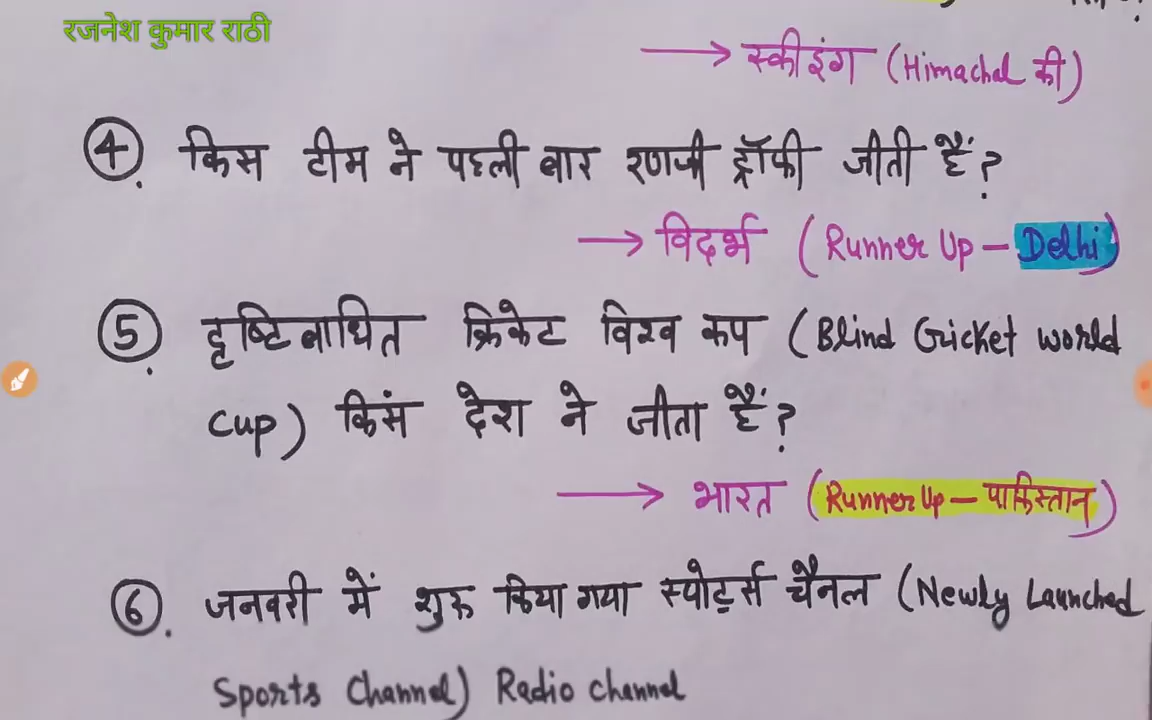 रजनेश कुमार राठी
→ स्कीइंग (Himachal की)
4. किस टीम ने पहली बार रणजी ट्रॉफी जीती हैं?
→ विदर्भ (Runner Up – Delhi)
5. दृष्टिबाधित क्रिकेट विश्व कप (Blind Cricket world
Cup) किस देश ने जीता हैं?
→ भारत (Runner Up – पाकिस्तान)
6. जनवरी में शुरू किया गया स्पोर्ट्स चैनल (Newly Launched
Sports Channel) Radio channel